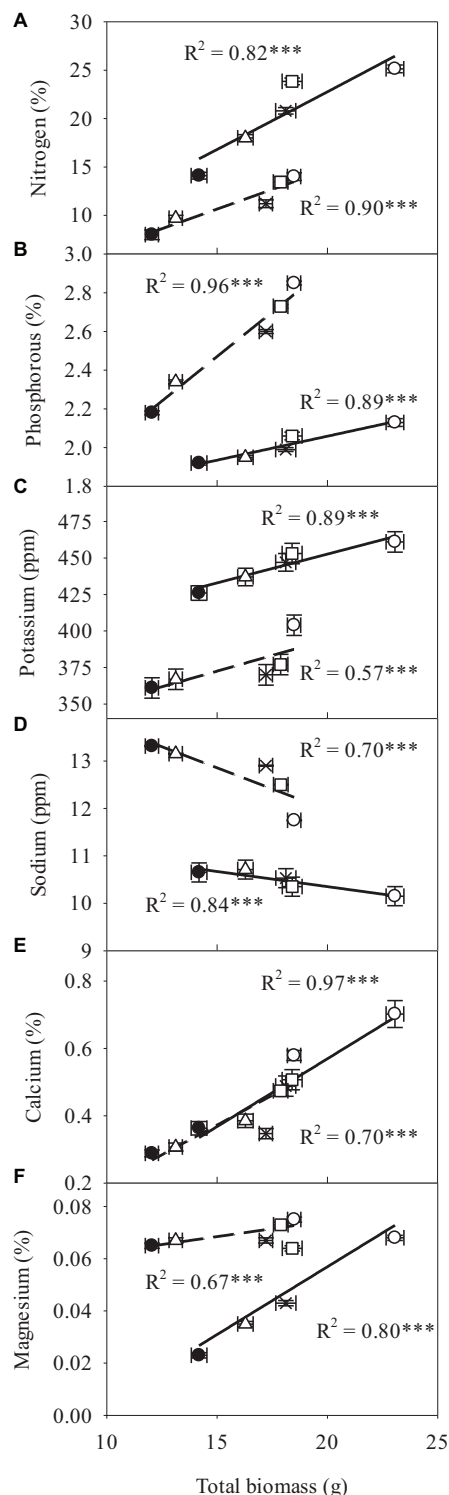 A
30
R² = 0.82***
25
20
Nitrogen (%)
15
10
R² = 0.90***
B
3.0
R² = 0.96***
2.8
2.6
Phosphorous (%)
2.4
2.2
R² = 0.89***
2.0
C
1.8
R² = 0.89***
475
450
425
Potassium (ppm)
400
375
R² = 0.57***
350
D
R² = 0.70***
13
12
Sodium (ppm)
11
10
R² = 0.84***
E
9
R² = 0.97***
0.8
0.6
Calcium (%)
0.4
R² = 0.70***
F
0.2
0.08
0.06
Magnesium (%)
R² = 0.67***
0.04
R² = 0.80***
0.02
0.00
10 15 20 25
Total biomass (g)